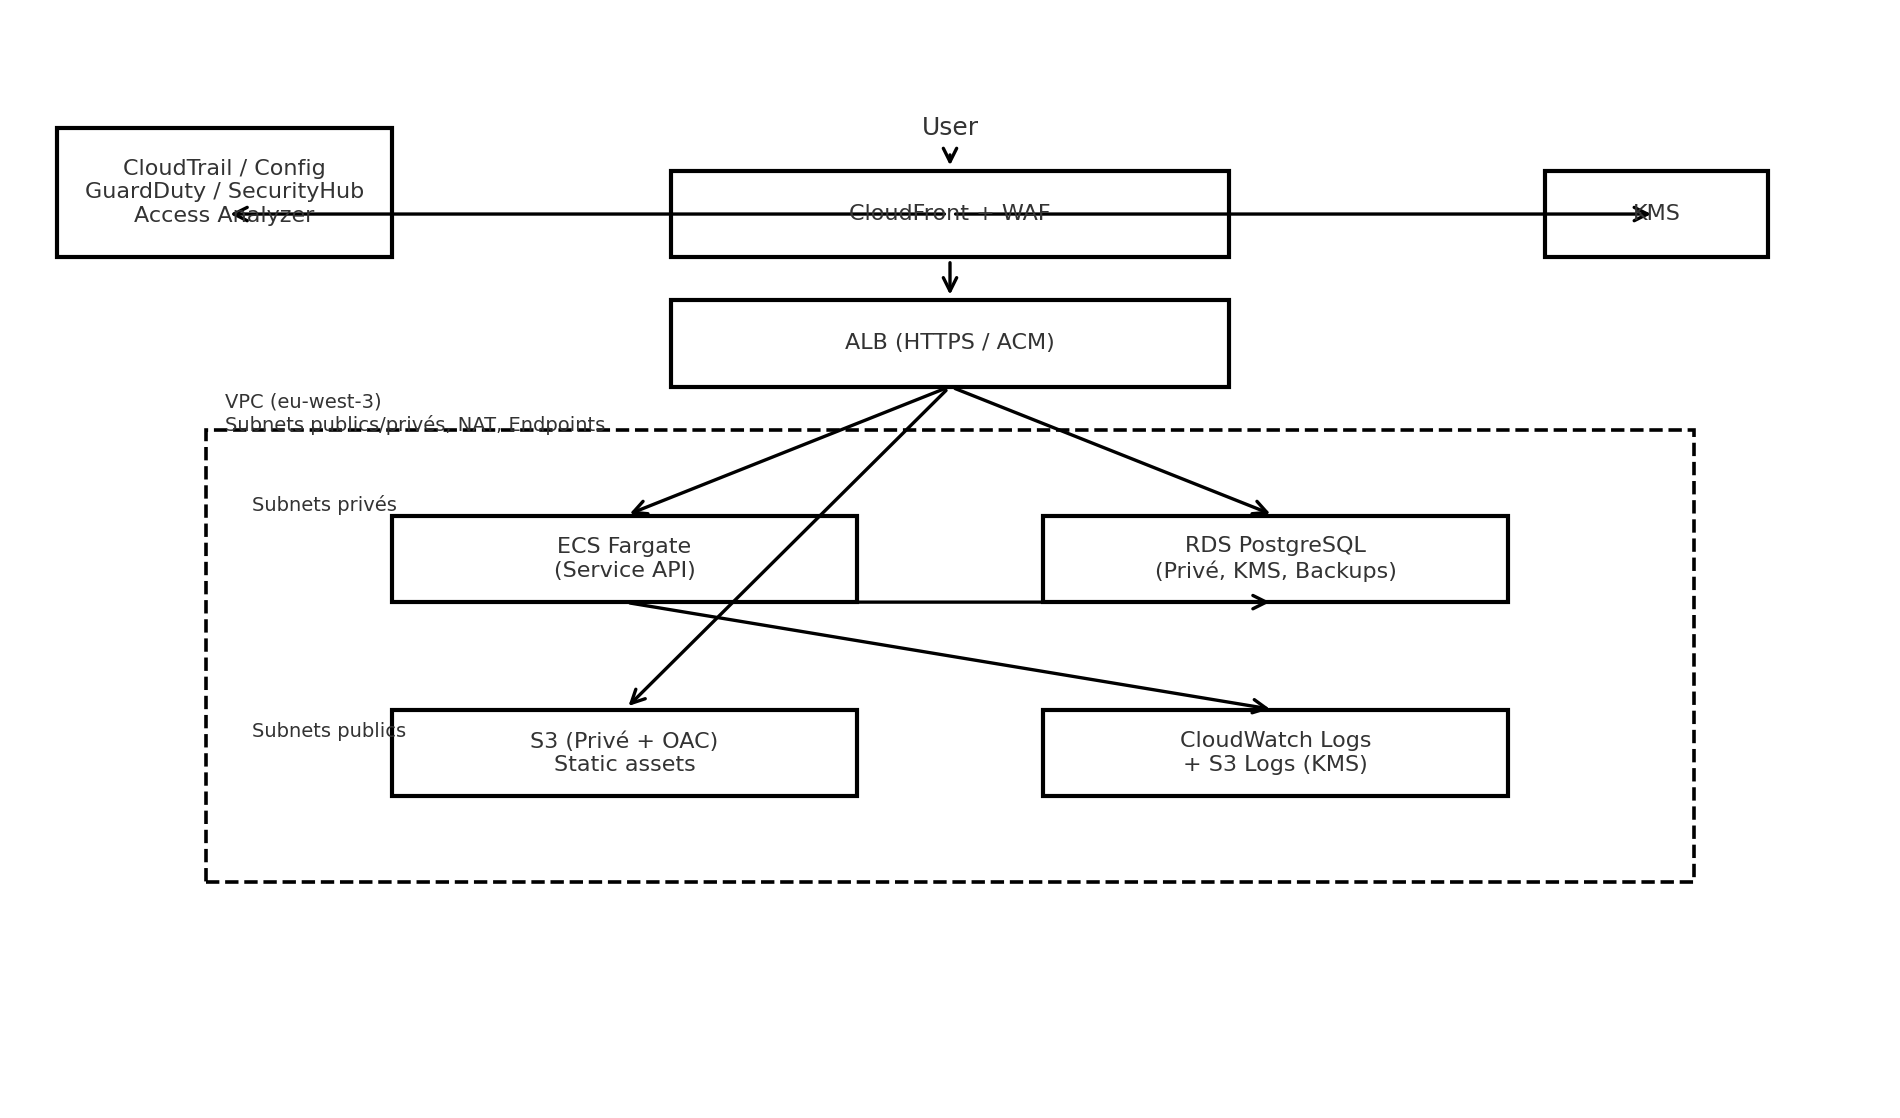 User
CloudTrail / Config
GuardDuty / SecurityHub
Access Analyzer
CloudFront + WAF
KMS
ALB (HTTPS / ACM)
VPC (eu-west-3)
Subnets publics/privés, NAT, Endpoints
Subnets privés
ECS Fargate
(Service API)
RDS PostgreSQL
(Privé, KMS, Backups)
Subnets publics
S3 (Privé + OAC)
Static assets
CloudWatch Logs
+ S3 Logs (KMS)